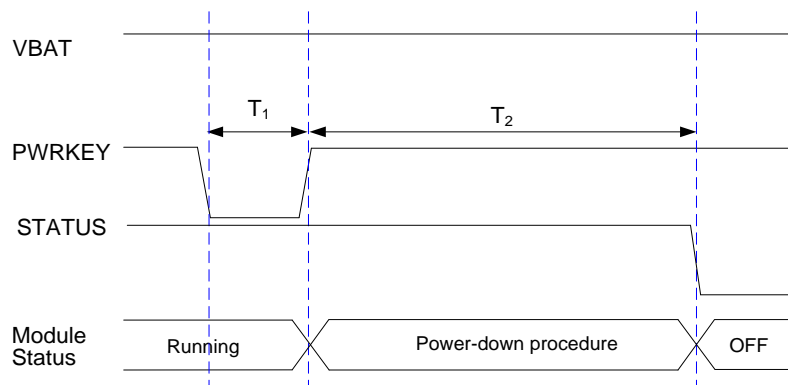 VBAT
T₁
T₂
PWRKEY
STATUS
Module
Status
Running
Power-down procedure
OFF